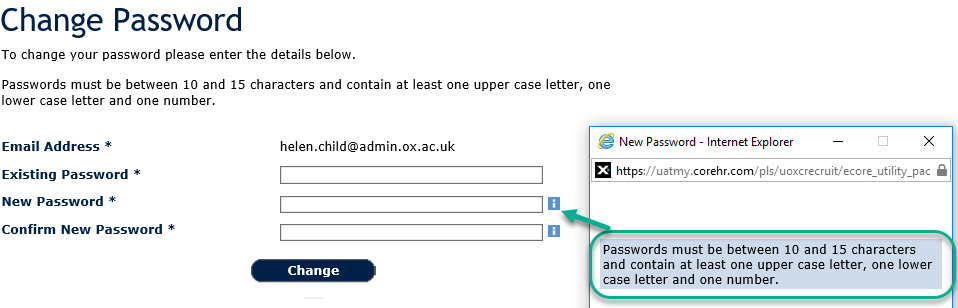 Change Password
To change your password please enter the details below.
Passwords must be between 10 and 15 characters and contain at least one upper case letter, one
lower case letter and one number.
Email Address *
helen.child@admin.ox.ac.uk
Existing Password *
New Password *
Confirm New Password *
Change
New Password - Internet Explorer
https://uatmy.corehr.com/pls/uoxcrecruit/ecore_utility_pac
Passwords must be between 10 and 15 characters
and contain at least one upper case letter, one lower
case letter and one number.